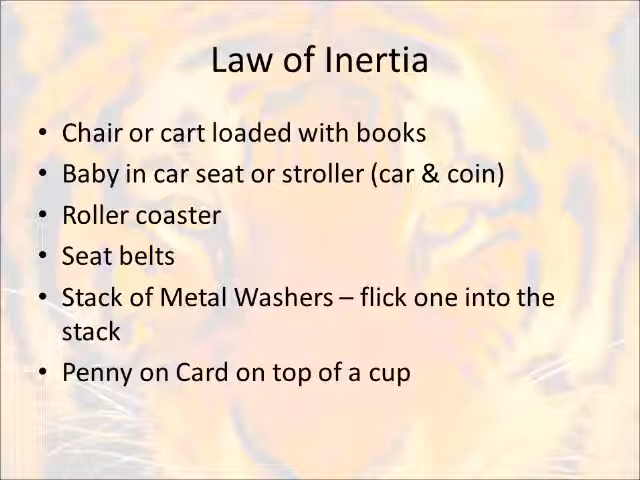 Law of Inertia
• Chair or cart loaded with books
• Baby in car seat or stroller (car & coin)
• Roller coaster
• Seat belts
• Stack of Metal Washers – flick one into the
stack
• Penny on Card on top of a cup